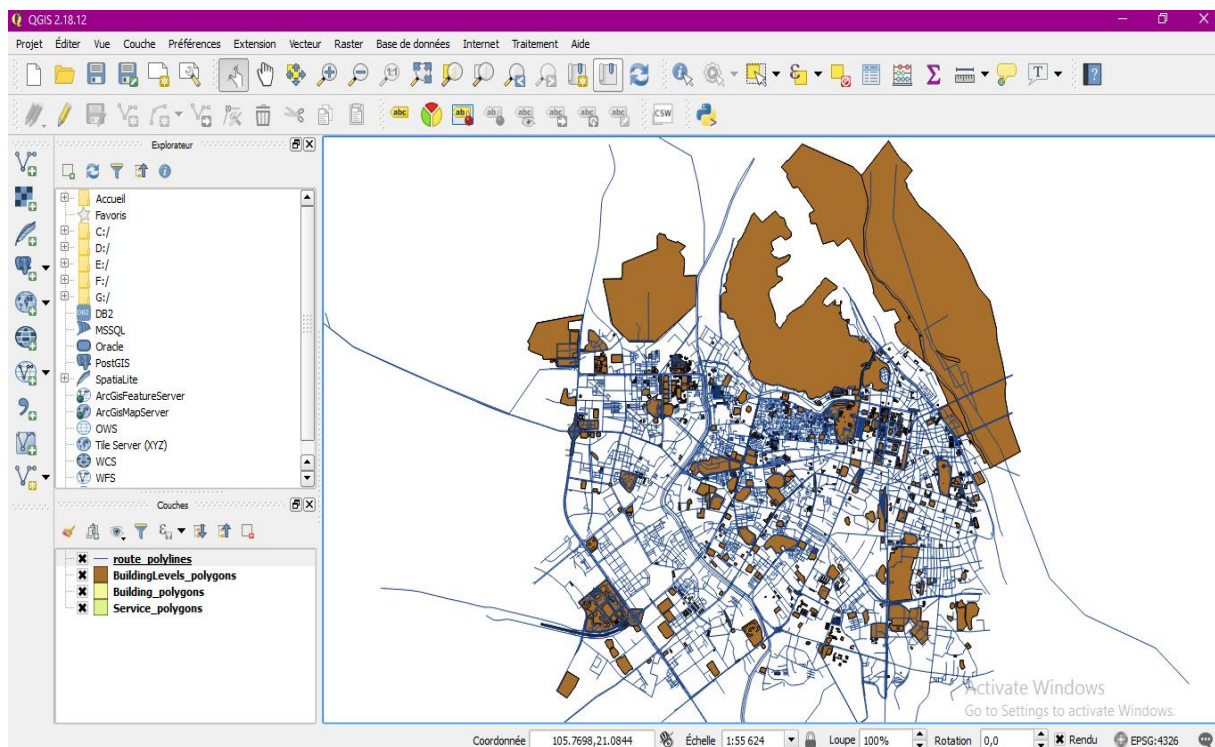 QGIS 2.18.12
Projet Éditer Vue Couche Préférences Extension Vecteur Raster Base de données Internet Traitement Aide
abc
CSW
Explorateur
Accueil
Favoris
C:/
D:/
E:/
F:/
G:/
DB2
MSSQL
Oracle
PostGIS
SpatiaLite
ArcGisFeatureServer
ArcGisMapServer
OWS
Tile Server (XYZ)
WCS
WFS
Couches
route_polylines
BuildingLevels_polygons
Building_polygons
Service_polygons
Activate Windows
Go to Settings to activate Windows.
Coordonnée 105.7698,21.0844 Échelle 1:55 624 Loupe 100% Rotation 0,0 Rendu EPSG:4326